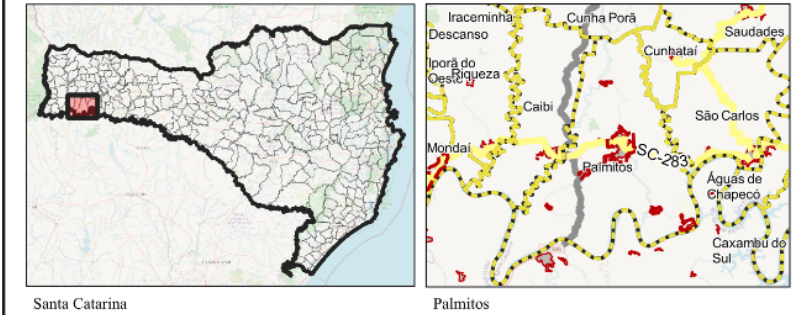 Iraceminha
Cunha Porã
Descanso
Saudades
Cunhataí
Iporã do
Oeste
Riqueza
Caibi
São Carlos
Mondaí
SC-283
Palmitos
Águas de
Chapecó
Caxambu do
Sul
Santa Catarina
Palmitos